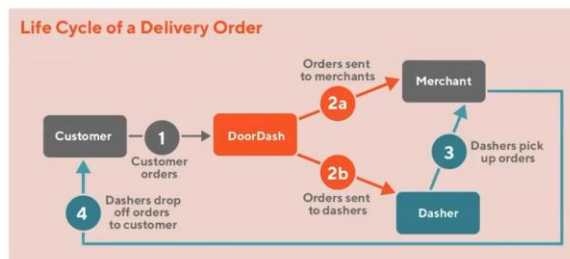 Life Cycle of a Delivery Order
Orders sent
to merchants
Merchant
2a
Customer
1
DoorDash
Customer
orders
3
Dashers pick
up orders
2b
Orders sent
to dashers
4
Dashers drop
off orders
to customer
Dasher